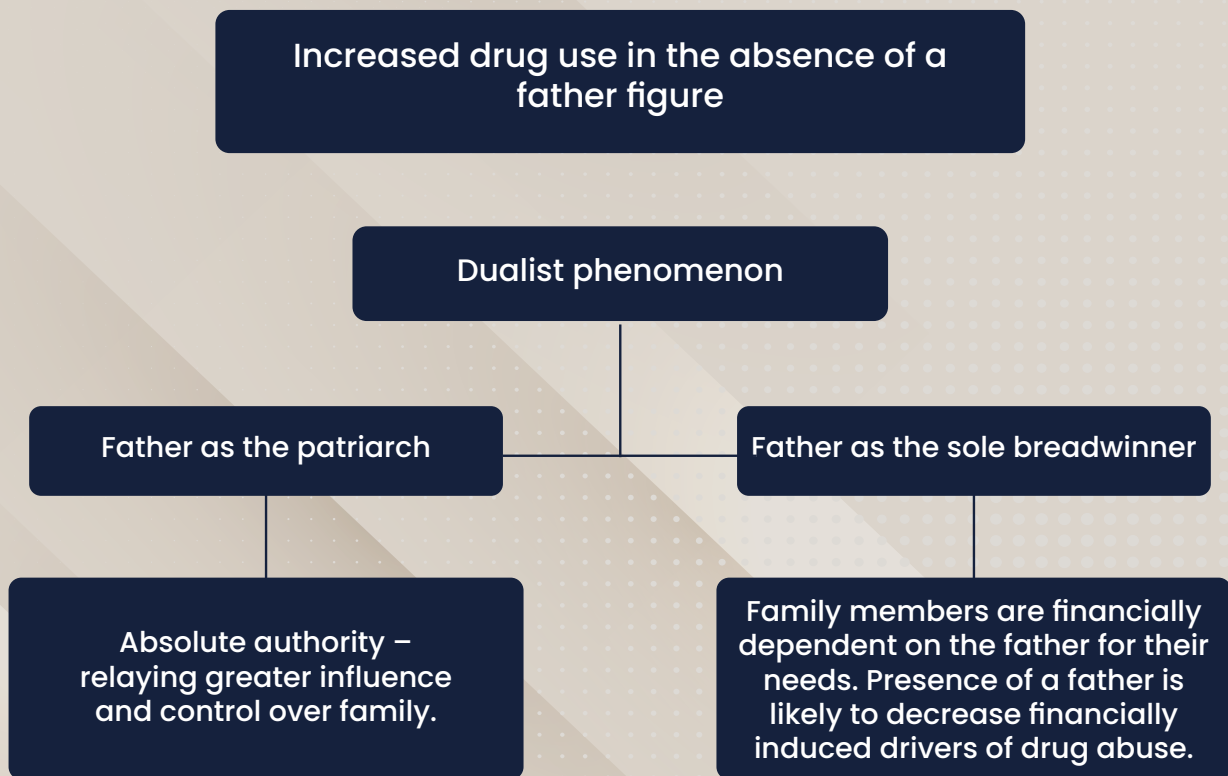 Increased drug use in the absence of a
father figure
Dualist phenomenon
Father as the patriarch
Father as the sole breadwinner
Absolute authority –
relaying greater influence
and control over family.
Family members are financially
dependent on the father for their
needs. Presence of a father is
likely to decrease financially
induced drivers of drug abuse.